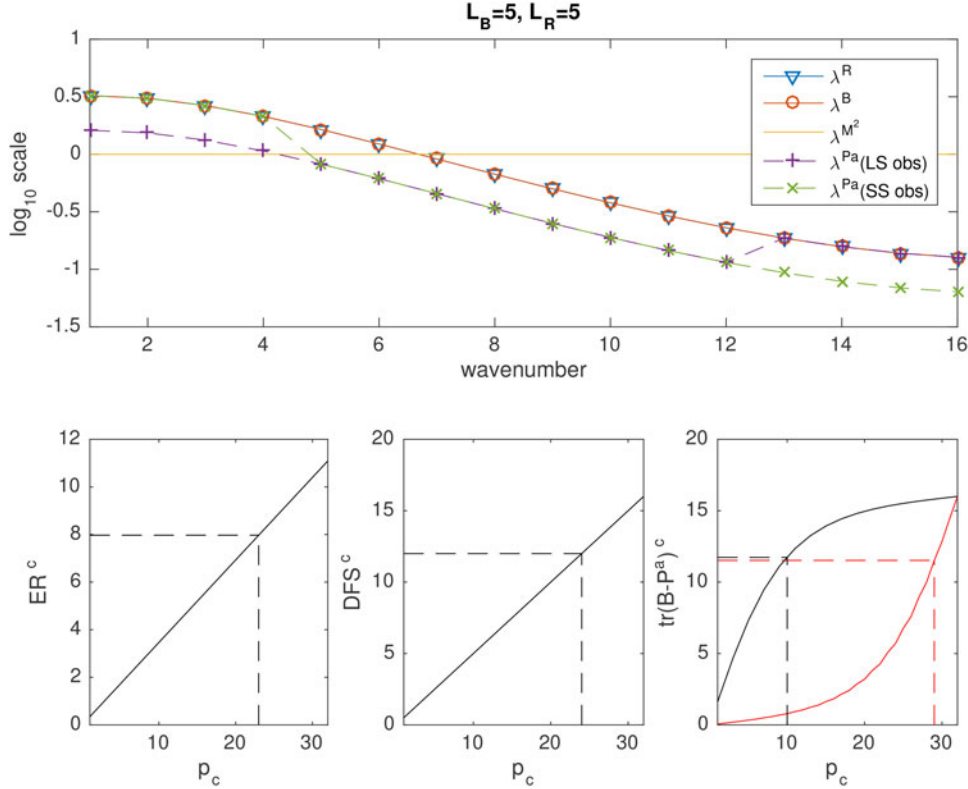 L_B=5, L_R=5
1
0.5
0
-0.5
-1
-1.5
log₁₀ scale
2 4 6 8 10 12 14 16
wavenumber
λ^R
λ^B
λ^{M²}
λ^{Pa}(LS obs)
λ^{Pa}(SS obs)
12
10
8
6
4
2
0
ER^c
10 20 30
p_c
20
15
10
5
0
DFS^c
10 20 30
p_c
20
15
10
5
0
tr(B-P^a)^c
10 20 30
p_c